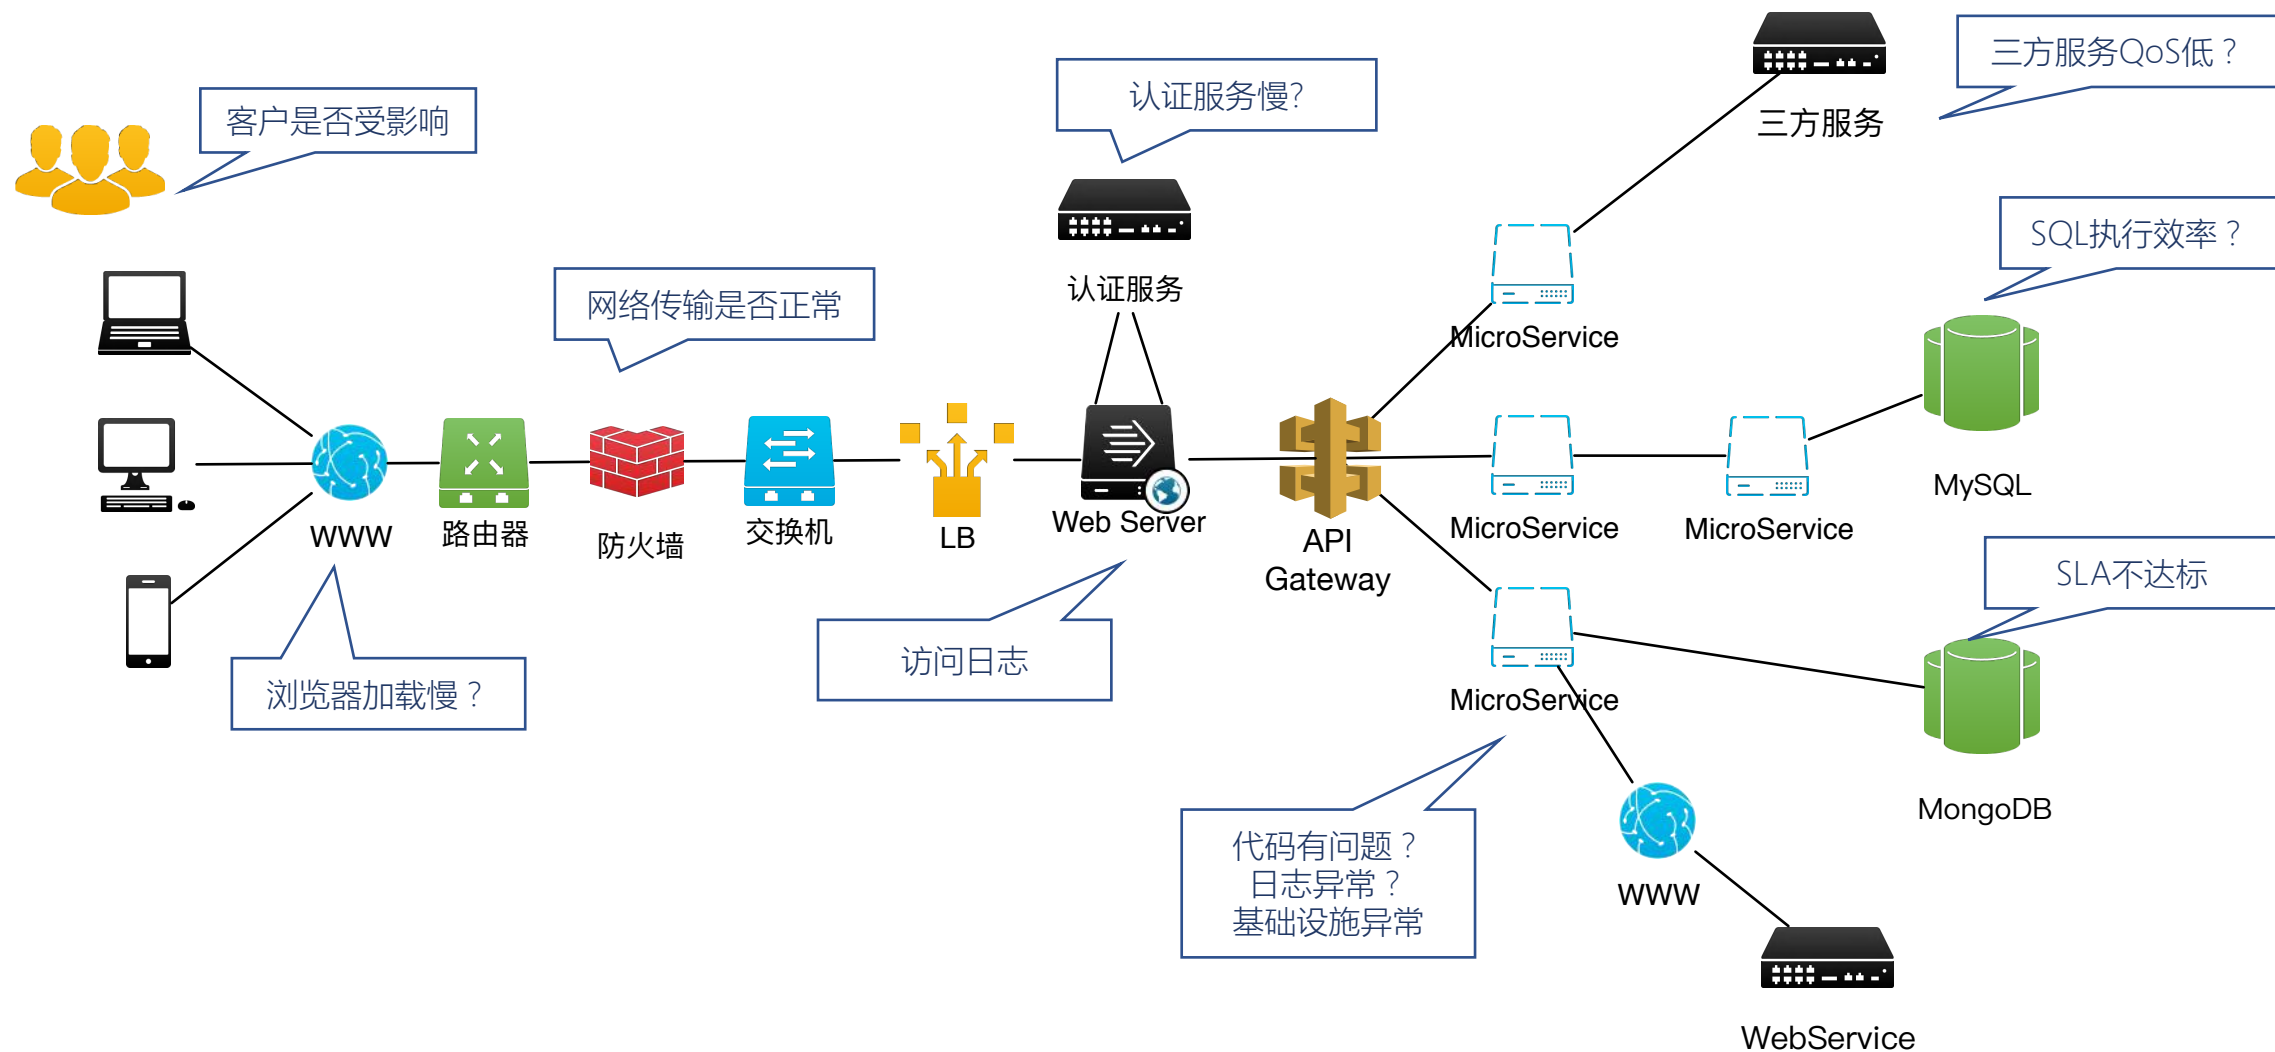 三方服务QoS低？
认证服务慢?
客户是否受影响
三方服务
SQL执行效率？
认证服务
网络传输是否正常
MicroService
MySQL
WWW
路由器
防火墙
交换机
LB
Web Server
API
Gateway
MicroService
MicroService
SLA不达标
访问日志
浏览器加载慢？
MicroService
MongoDB
代码有问题？
日志异常？
基础设施异常
WWW
WebService